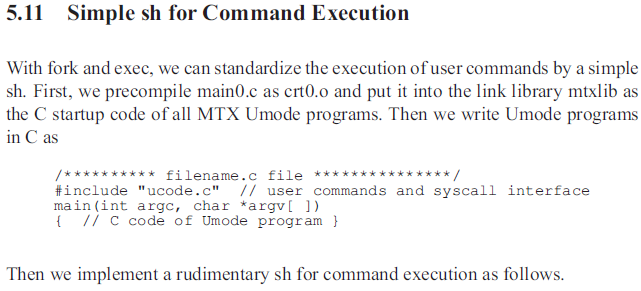 5.11 Simple sh for Command Execution
With fork and exec, we can standardize the execution of user commands by a simple
sh. First, we precompile main0.c as crt0.o and put it into the link library mtxlib as
the C startup code of all MTX Umode programs. Then we write Umode programs
in C as
/********** filename.c file ***************/
#include "ucode.c" // user commands and syscall interface
main(int argc, char *argv[ ])
{ // C code of Umode program }
Then we implement a rudimentary sh for command execution as follows.